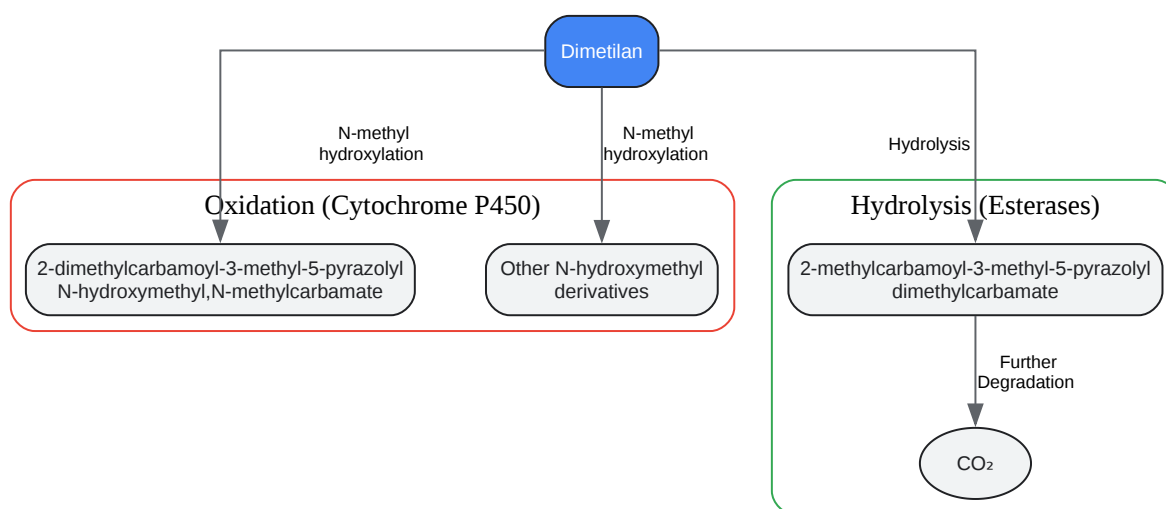 Dimetilan
N-methyl
hydroxylation
N-methyl
hydroxylation
Hydrolysis
Oxidation (Cytochrome P450)
Hydrolysis (Esterases)
2-dimethylcarbamoyl-3-methyl-5-pyrazolyl
N-hydroxymethyl,N-methylcarbamate
Other N-hydroxymethyl
derivatives
2-methylcarbamoyl-3-methyl-5-pyrazolyl
dimethylcarbamate
Further
Degradation
CO₂